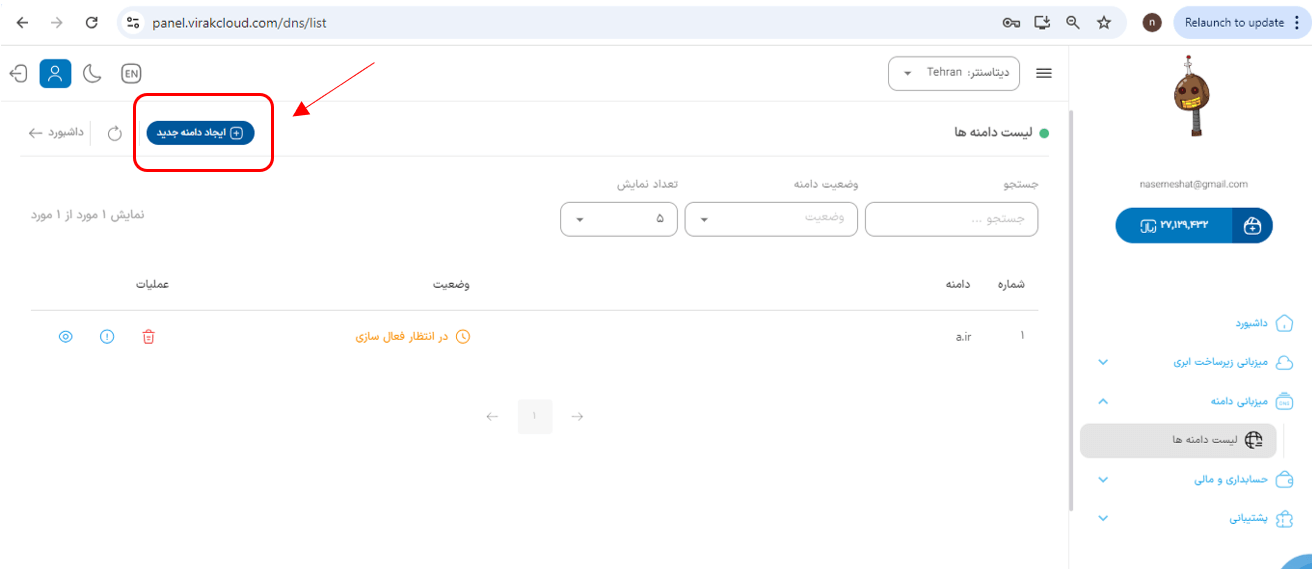 panel.virakcloud.com/dns/list
n
Relaunch to update
EN
دیتاسنتر: Tehran
naserneshat@gmail.com
۲۷,۱۲۹,۴۳۲
داشبورد
میزبانی زیرساخت ابری
میزبانی دامنه
لیست دامنه ها
حسابداری و مالی
پشتیبانی
لیست دامنه ها
ایجاد دامنه جدید
داشبورد
جستجو
وضعیت دامنه
تعداد نمایش
جستجو ...
وضعیت
۵
نمایش ۱ مورد از ۱ مورد
شماره
دامنه
وضعیت
عملیات
۱
a.ir
در انتظار فعال سازی
۱